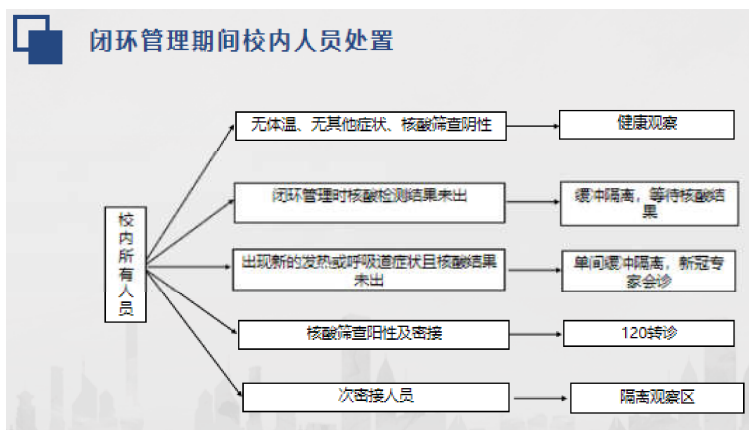 闭环管理期间校内人员处置
校内所有人员
无体温、无其他症状、核酸筛查阴性
健康观察
闭环管理时核酸检测结果未出
缓冲隔离，等待核酸结
果
出现新的发热或呼吸道症状且核酸结果
未出
单间缓冲隔离，新冠专
家会诊
核酸筛查阳性及密接
120转诊
次密接人员
隔离观察区